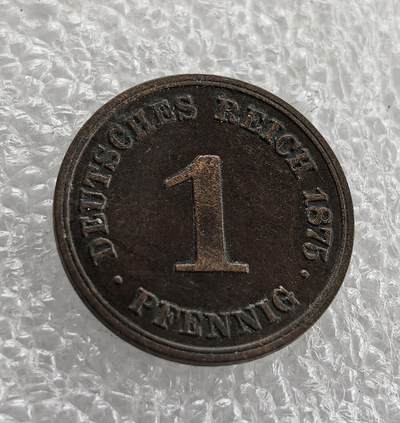 DEUTSCHES REICH 1875
1
· PFENNIG ·